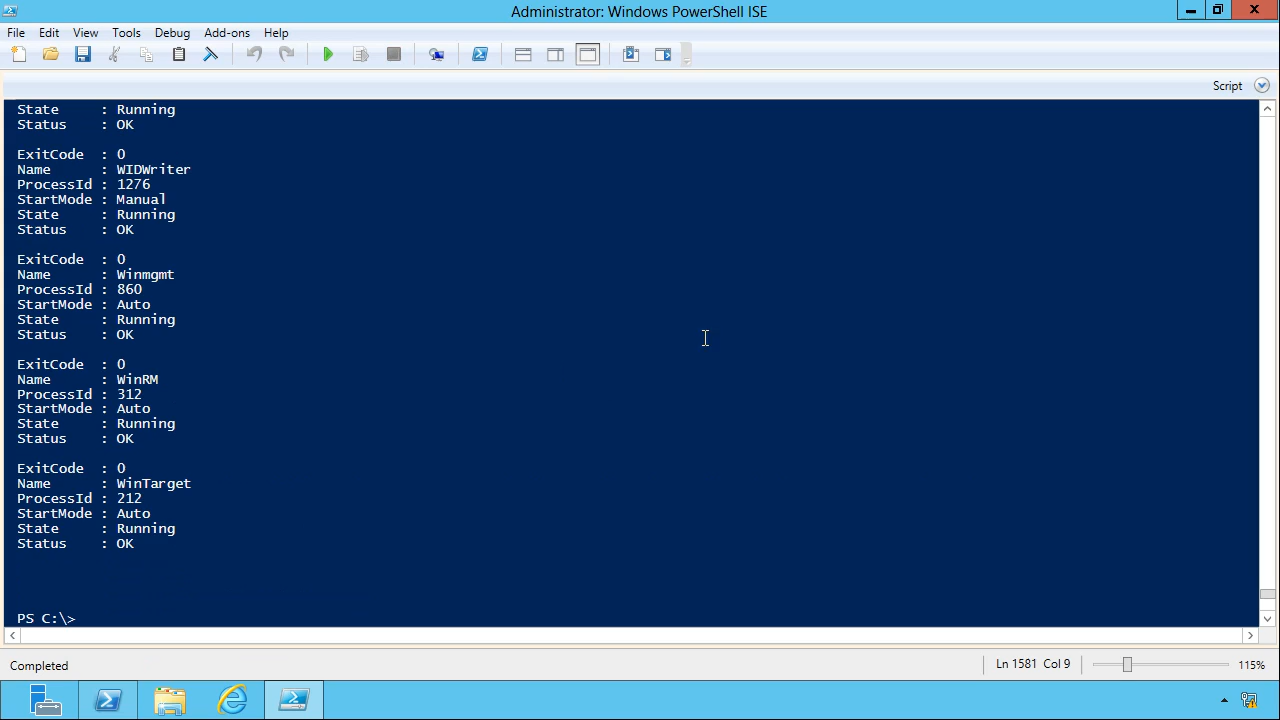 Administrator: Windows PowerShell ISE
File Edit View Tools Debug Add-ons Help
Script
State      : Running
Status     : OK
ExitCode  : 0
Name      : WIDWriter
ProcessId : 1276
StartMode : Manual
State      : Running
Status     : OK
ExitCode  : 0
Name      : Winmgmt
ProcessId : 860
StartMode : Auto
State      : Running
Status     : OK
ExitCode  : 0
Name      : WinRM
ProcessId : 312
StartMode : Auto
State      : Running
Status     : OK
ExitCode  : 0
Name      : WinTarget
ProcessId : 212
StartMode : Auto
State      : Running
Status     : OK
PS C:\>
Completed
Ln 1581 Col 9
115%